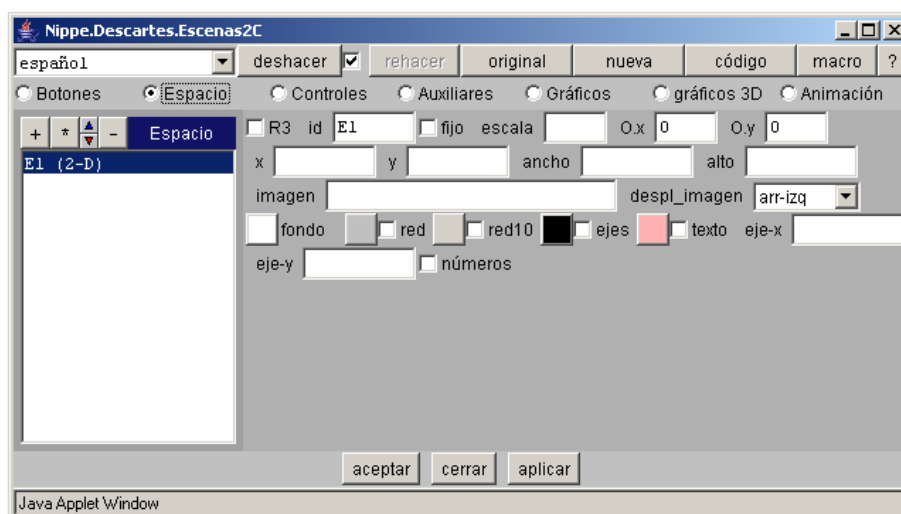 Nippe.Descartes.Escenas2C
español deshacer rehacer original nueva código macro ?
Botones Espacio Controles Auxiliares Gráficos gráficos 3D Animación
+ * - Espacio R3 id E1 fijo escala O.x 0 O.y 0
E1 (2-D) x y ancho alto
imagen despl_imagen arr-izq
fondo red red10 ejes texto eje-x
eje-y números
aceptar cerrar aplicar
Java Applet Window